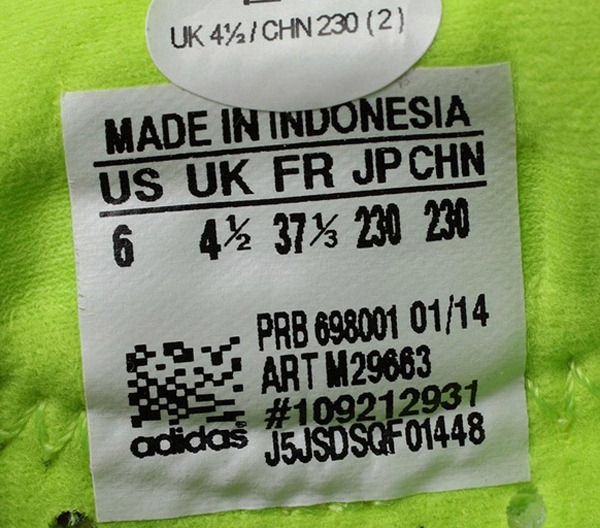 UK 4½/CHN 230 (2)
MADE IN INDONESIA
US UK FR JP CHN
6 4½ 37⅓ 230 230
PRB 698001 01/14
ART M29663
#109212931
adidas®
J5JSDSQF01448